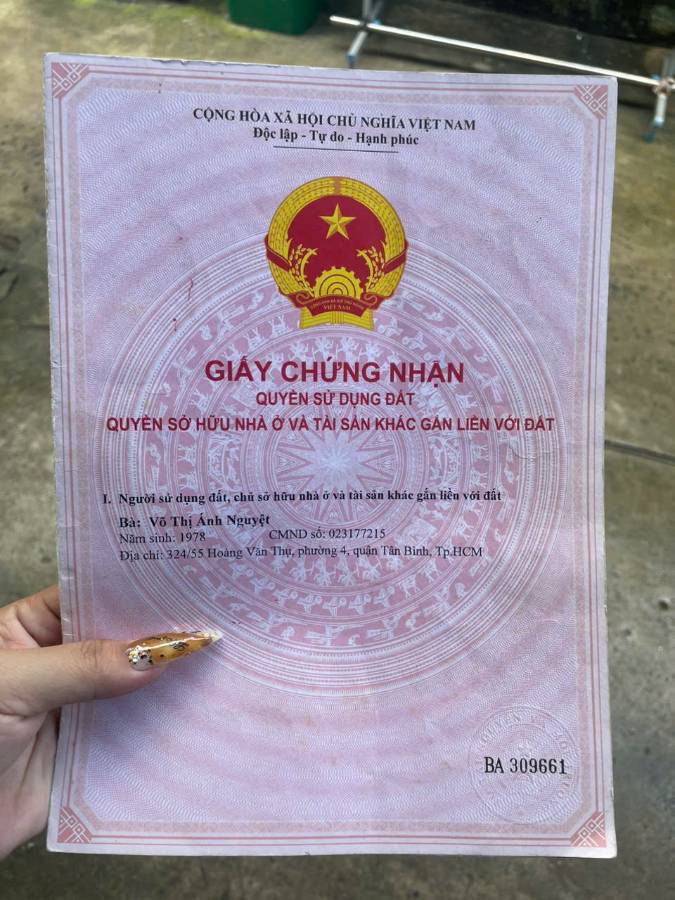 CỘNG HÒA XÃ HỘI CHỦ NGHĨA VIỆT NAM
Độc lập - Tự do - Hạnh phúc
VIỆT NAM
GIẤY CHỨNG NHẬN
QUYỀN SỬ DỤNG ĐẤT
QUYỀN SỞ HỮU NHÀ Ở VÀ TÀI SẢN KHÁC GẮN LIỀN VỚI ĐẤT
I. Người sử dụng đất, chủ sở hữu nhà ở và tài sản khác gắn liền với đất
Bà: Võ Thị Ánh Nguyệt
Năm sinh: 1978 CMND số: 023177215
Địa chỉ: 324/55 Hoàng Văn Thụ, phường 4, quận Tân Bình, Tp.HCM
BA 309661